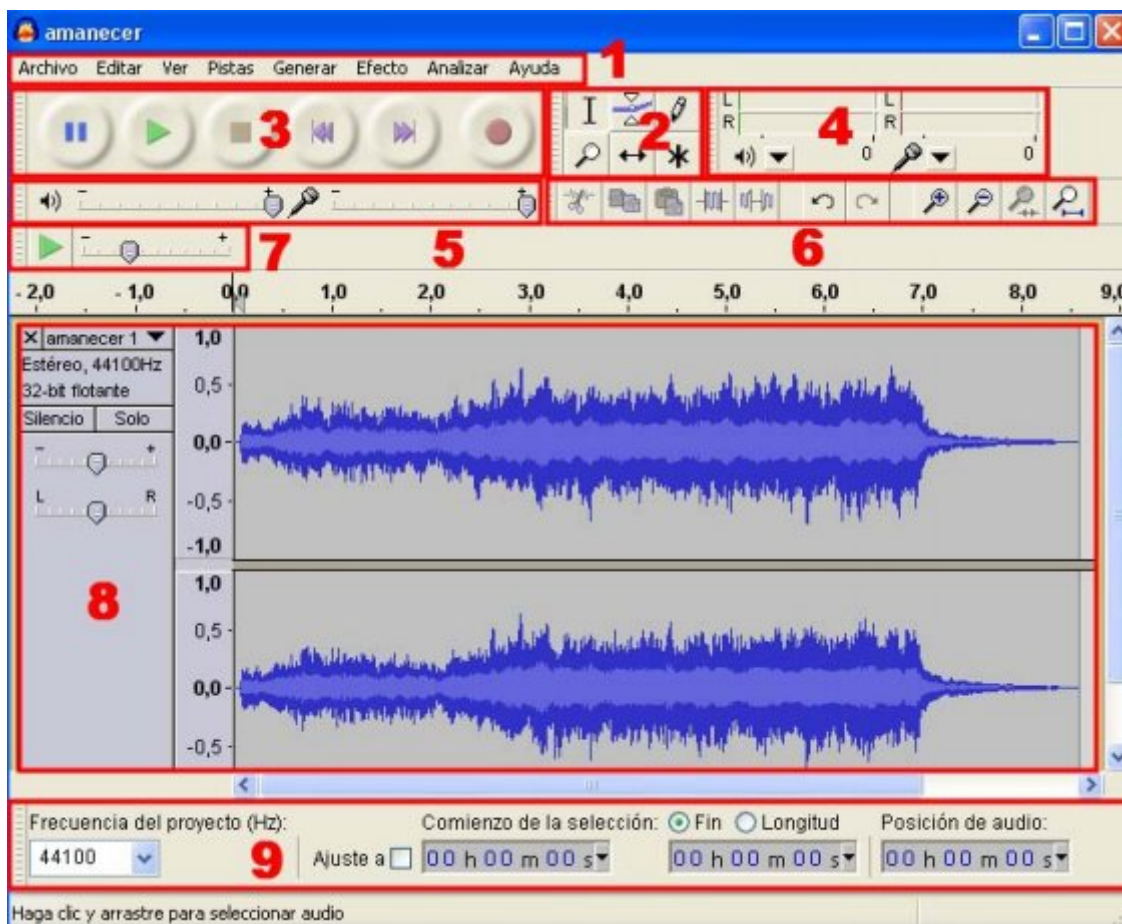 amanecer
Archivo Editar Ver Pistas Generar Efecto Analizar Ayuda
1
3
2
L
R
L
R
4
0
0
- +
- +
5
6
- +
7
- 2,0 - 1,0 0,0 1,0 2,0 3,0 4,0 5,0 6,0 7,0 8,0 9,0
amanecer 1
Estéreo, 44100Hz
32-bit flotante
Silencio Solo
- +
L R
8
1,0
0,5
0,0
-0,5
-1,0
1,0
0,5
0,0
-0,5
Frecuencia del proyecto (Hz):
44100
9
Ajuste a
Comienzo de la selección:
00 h 00 m 00 s
Fin Longitud
00 h 00 m 00 s
Posición de audio:
00 h 00 m 00 s
Haga clic y arrastre para seleccionar audio